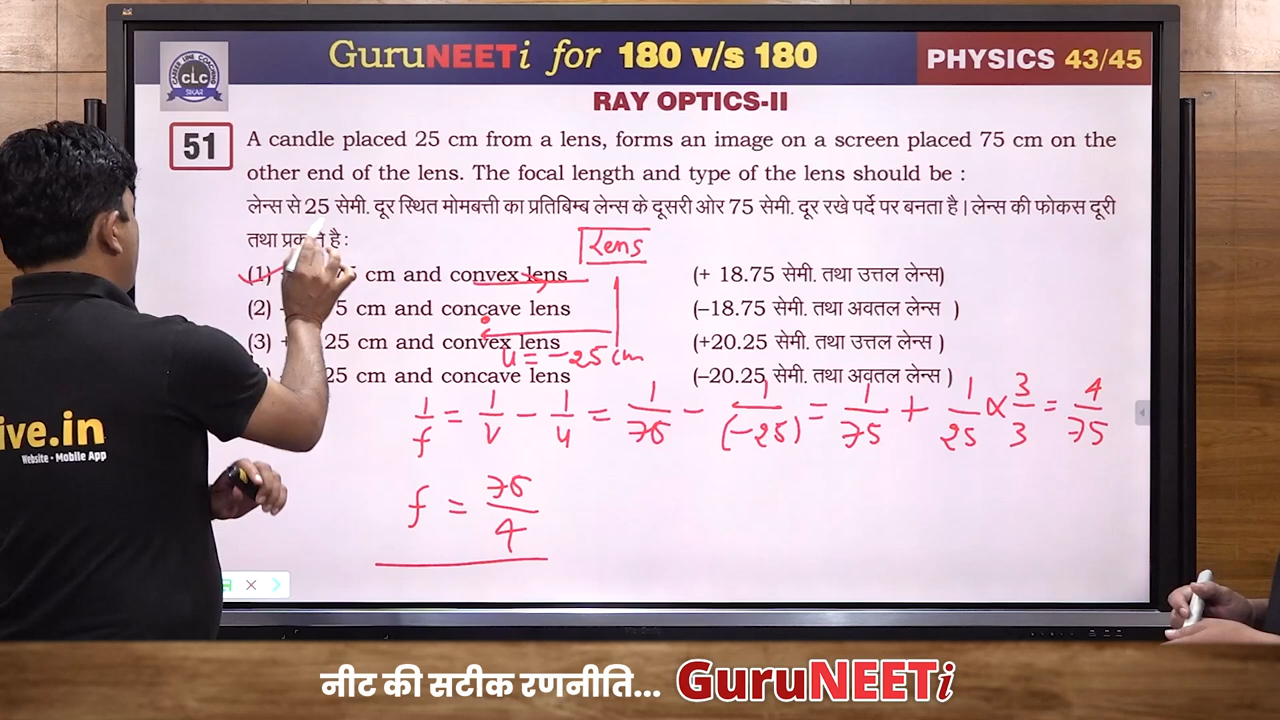 GuruNEETi for 180 v/s 180
PHYSICS 43/45
CLC
SIKAR
RAY OPTICS-II
51
A candle placed 25 cm from a lens, forms an image on a screen placed 75 cm on the
other end of the lens. The focal length and type of the lens should be :
लेन्स से 25 सेमी. दूर स्थित मोमबत्ती का प्रतिबिम्ब लेन्स के दूसरी ओर 75 सेमी. दूर रखे पर्दे पर बनता है। लेन्स की फोकस दूरी
तथा है :
Lens
(1) 5 cm and convex lens (+ 18.75 सेमी. तथा उत्तल लेन्स)
(2) 5 cm and concave lens (–18.75 सेमी. तथा अवतल लेन्स )
(3) 25 cm and convex lens (+20.25 सेमी. तथा उत्तल लेन्स )
u = -25 cm
25 cm and concave lens (–20.25 सेमी. तथा अवतल लेन्स )
1/f = 1/v - 1/u = 1/75 - 1/(-25) = 1/75 + 1/25 × 3/3 = 4/75
f = 75/4
ive.in
Website • Mobile App
नीट की सटीक रणनीति... GuruNEETi